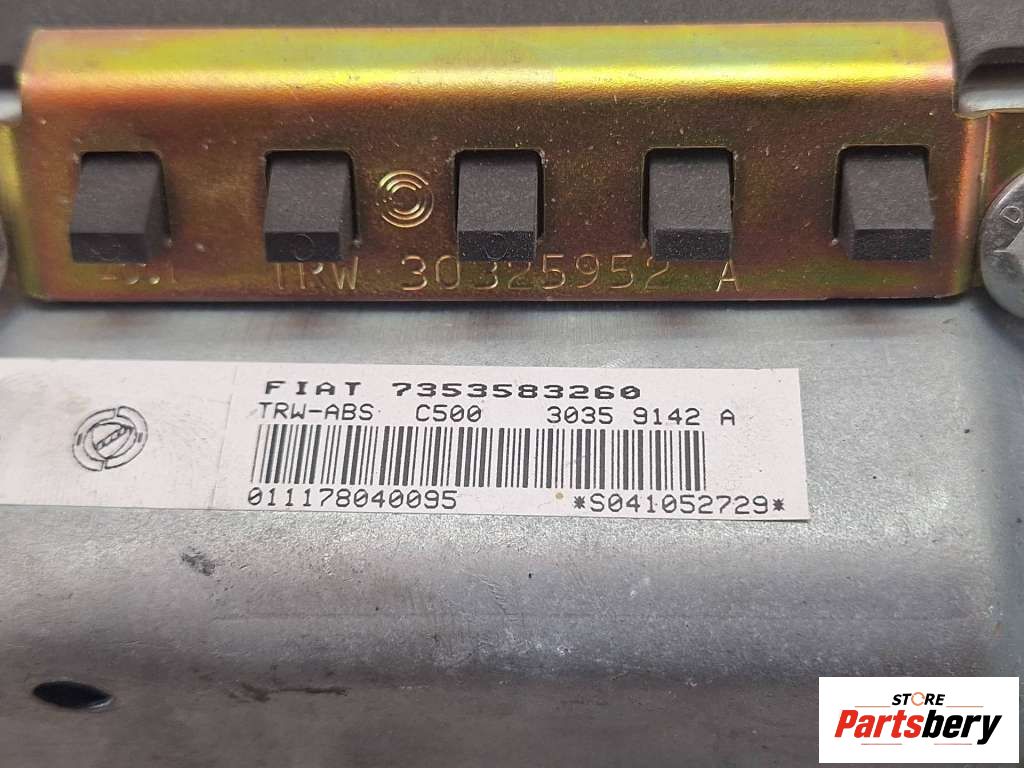 TRW 30325952 A
FIAT 7353583260
TRW-ABS C500 3035 9142 A
011178040095 *S041052729*
D
STORE
Partsbery